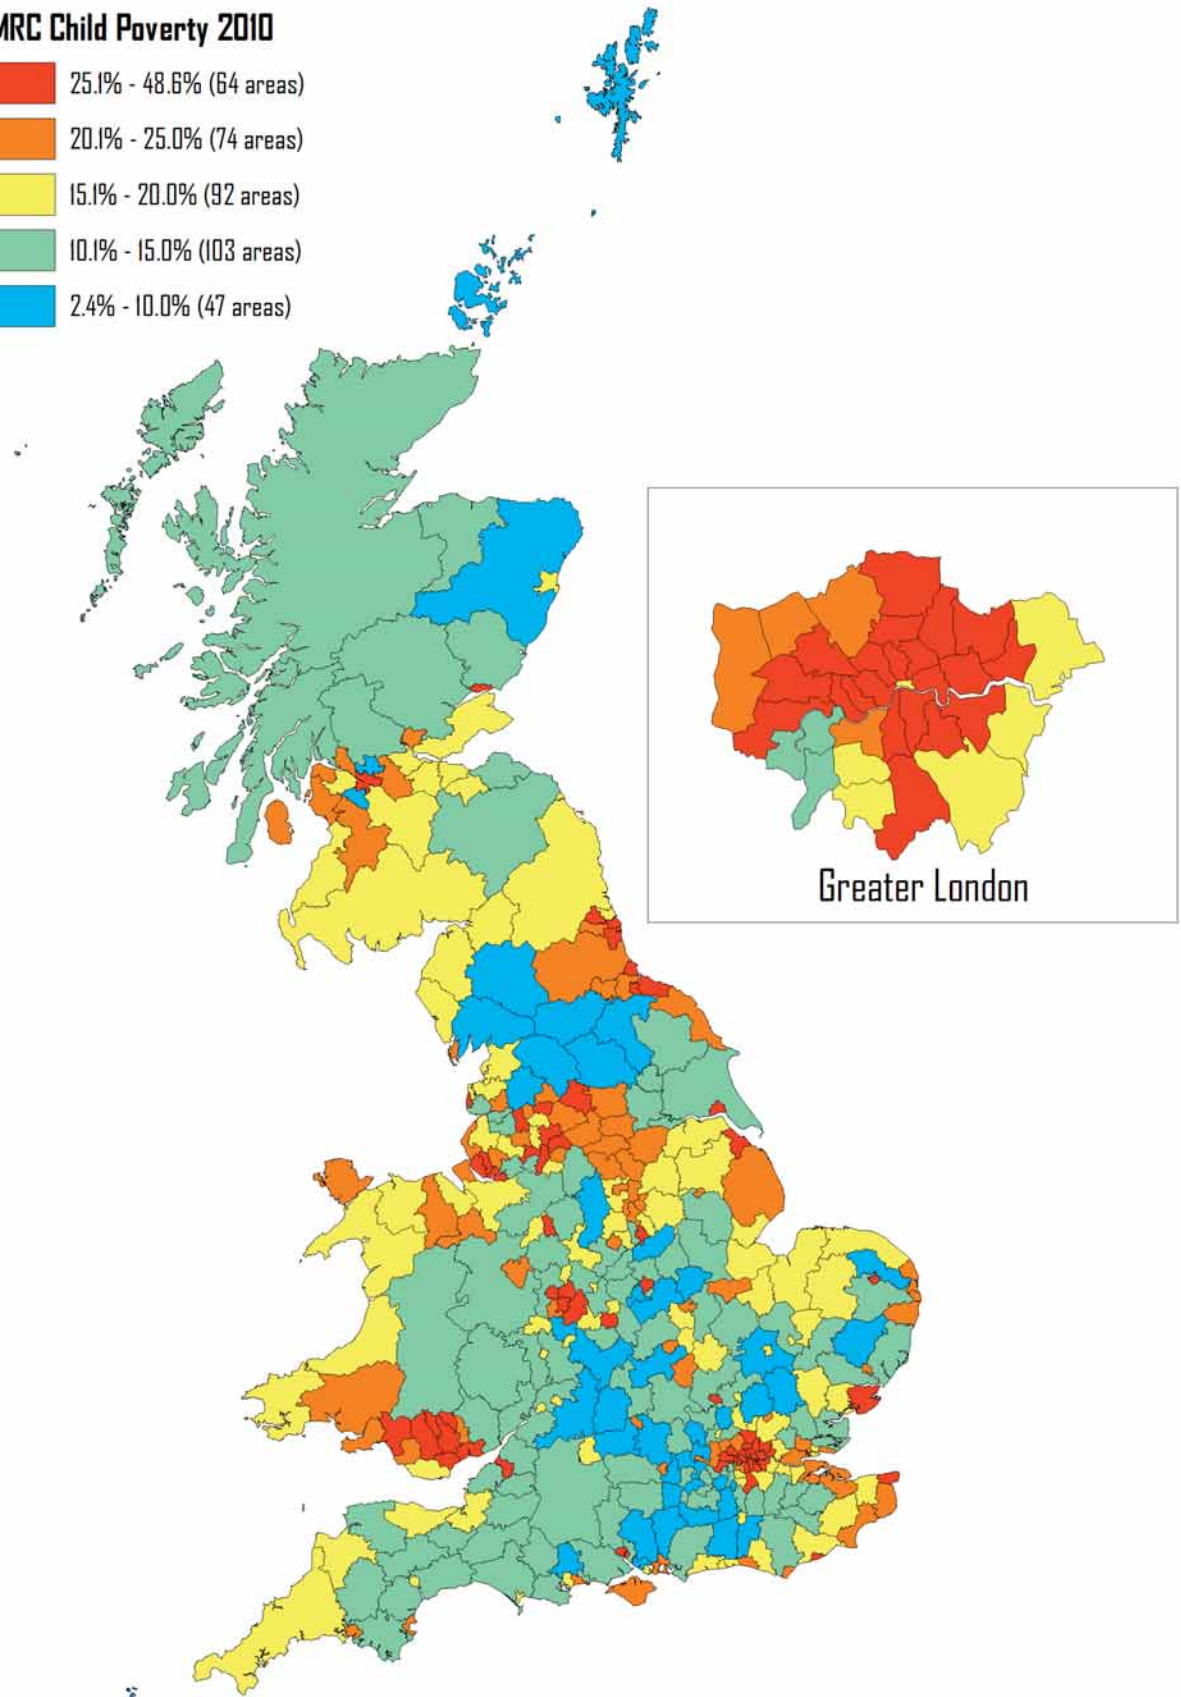 MRC Child Poverty 2010
25.1% - 48.6% (64 areas)
20.1% - 25.0% (74 areas)
15.1% - 20.0% (92 areas)
10.1% - 15.0% (103 areas)
2.4% - 10.0% (47 areas)
Greater London